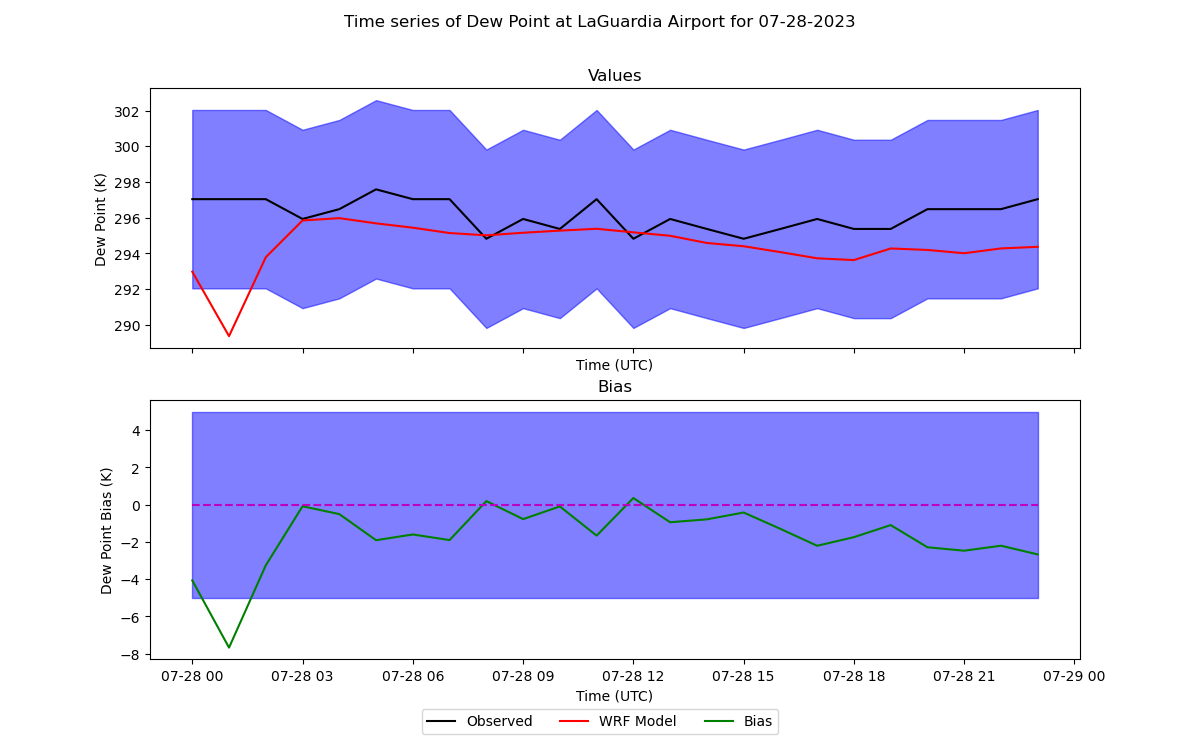 Time series of Dew Point at LaGuardia Airport for 07-28-2023
Values
Dew Point (K)
302
300
298
296
294
292
290
Time (UTC)
Bias
Dew Point Bias (K)
4
2
0
−2
−4
−6
−8
07-28 00 07-28 03 07-28 06 07-28 09 07-28 12 07-28 15 07-28 18 07-28 21 07-29 00
Time (UTC)
Observed WRF Model Bias